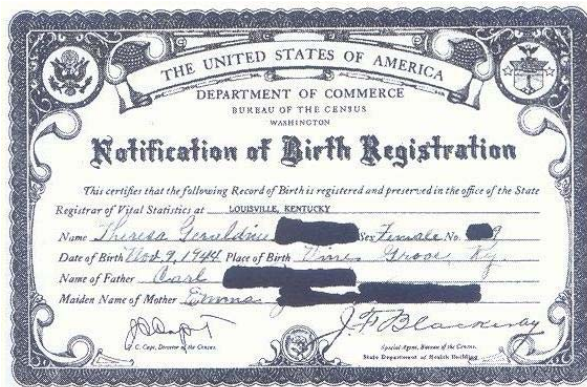 THE UNITED STATES OF AMERICA
DEPARTMENT OF COMMERCE
BUREAU OF THE CENSUS
WASHINGTON
Notification of Birth Registration
This certifies that the following Record of Birth is registered and preserved in the office of the State
Registrar of Vital Statistics at LOUISVILLE, KENTUCKY
Name Theresa Geraldine Sex Female No. 9
Date of Birth Nov. 9, 1944 Place of Birth Vine Grove, Ky.
Name of Father Carl
Maiden Name of Mother Emma
J. F. Blackerby
J. C. Capt, Director of the Census. Special Agent, Bureau of the Census.
State Department of Health Building